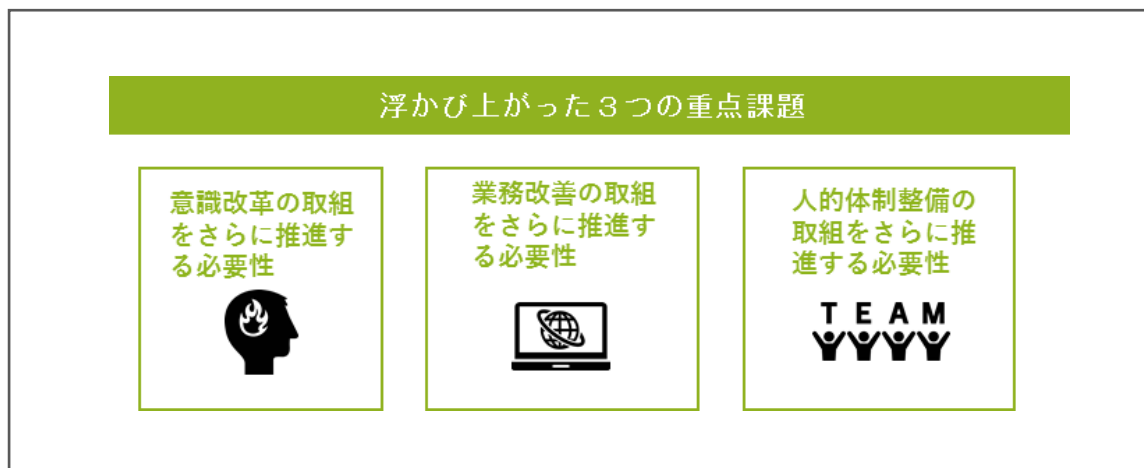 浮かび上がった３つの重点課題
意識改革の取組
をさらに推進す
る必要性
業務改善の取組
をさらに推進す
る必要性
人的体制整備の
取組をさらに推
進する必要性
TEAM